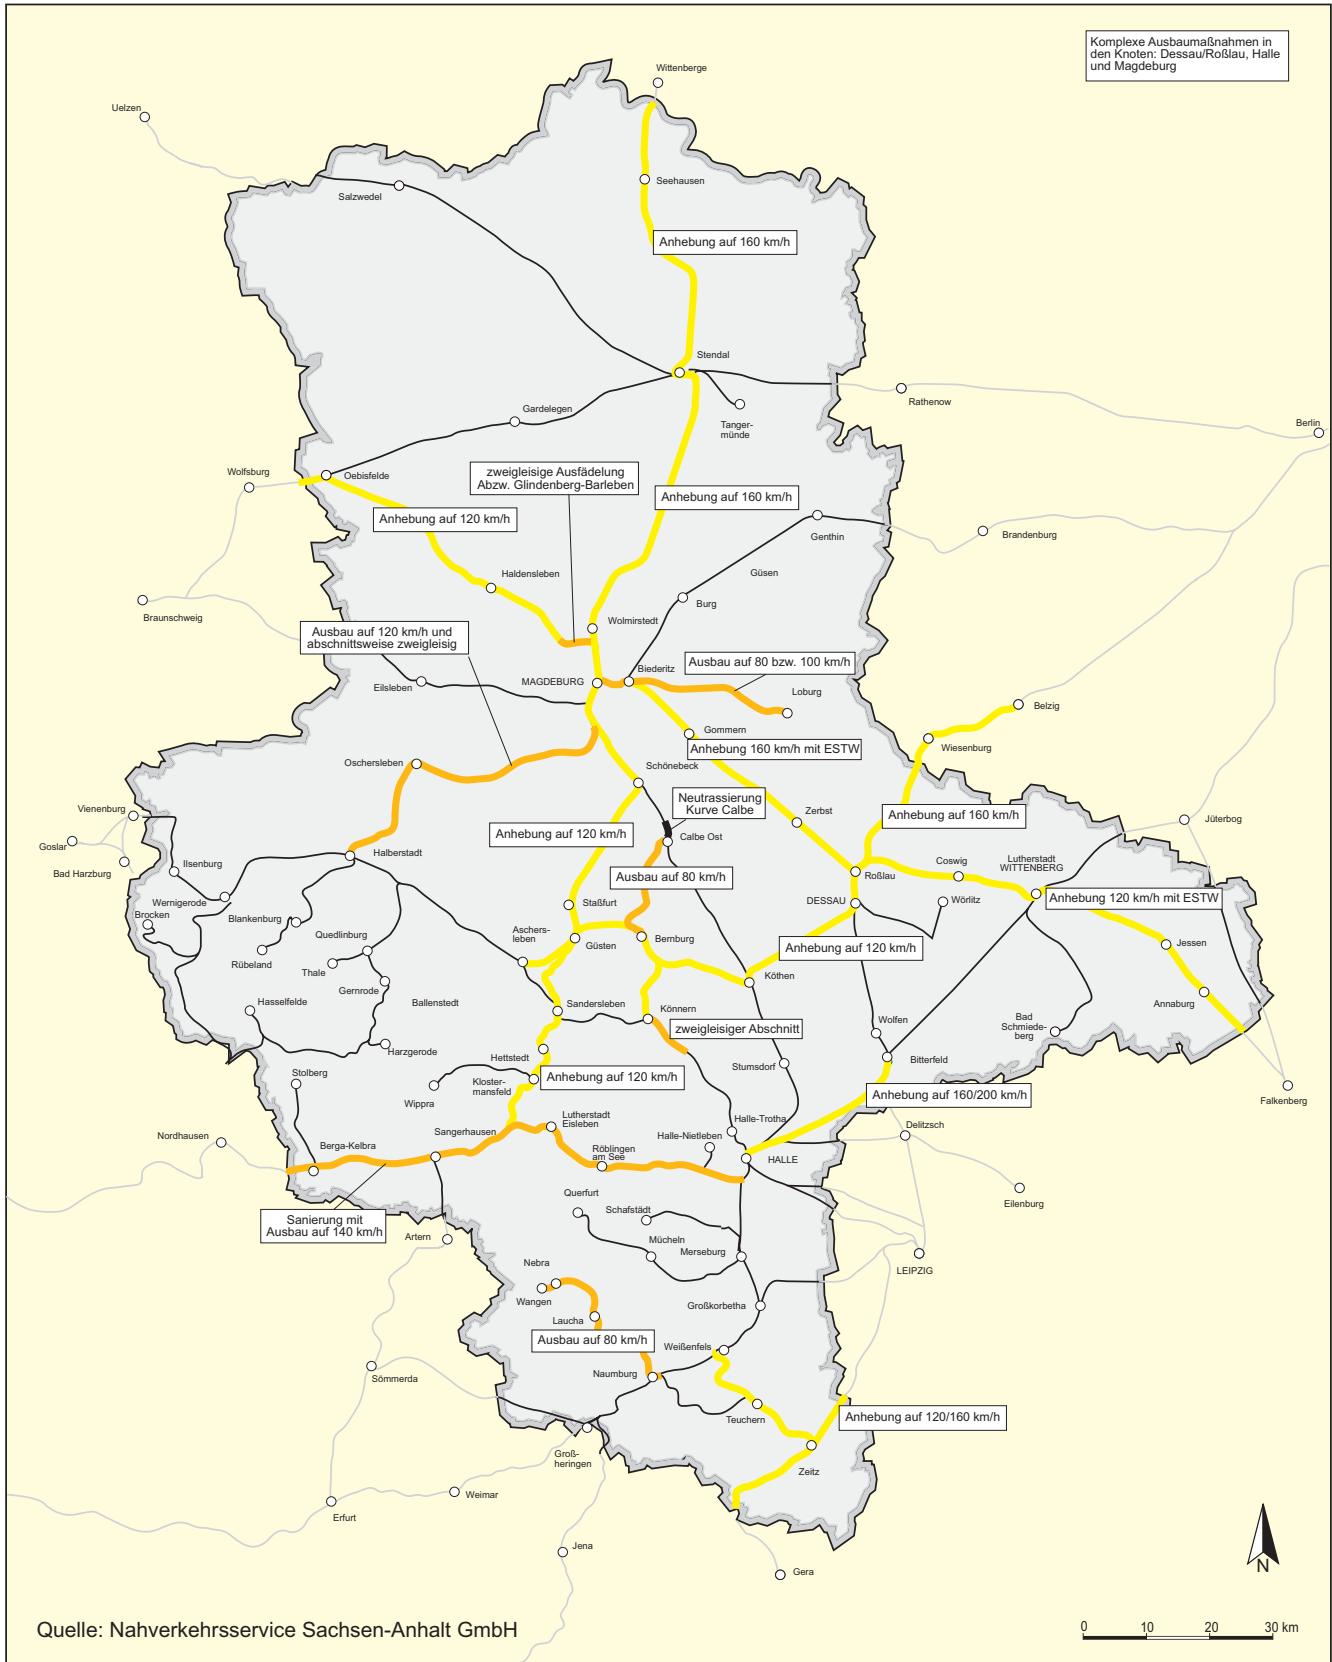 Komplexe Ausbaumaßnahmen in
den Knoten: Dessau/Roßlau, Halle
und Magdeburg
Wittenberge
Uelzen
Seehausen
Salzwedel
Anhebung auf 160 km/h
Stendal
Rathenow
Gardelegen
Tanger-
münde
Berlin
Wolfsburg
Oebisfelde
zweigleisige Ausfädelung
Abzw. Glindenberg-Barleben
Anhebung auf 160 km/h
Anhebung auf 120 km/h
Genthin
Brandenburg
Haldensleben
Güsen
Burg
Braunschweig
Wolmirstedt
Ausbau auf 120 km/h und
abschnittsweise zweigleisig
Ausbau auf 80 bzw. 100 km/h
Biederitz
MAGDEBURG
Eilsleben
Loburg
Belzig
Gommern
Anhebung 160 km/h mit ESTW
Wiesenburg
Oschersleben
Schönebeck
Neutrassierung
Kurve Calbe
Vienenburg
Zerbst
Anhebung auf 160 km/h
Jüterbog
Anhebung auf 120 km/h
Calbe Ost
Goslar
Halberstadt
Bad Harzburg
Ilsenburg
Ausbau auf 80 km/h
Roßlau
Coswig
Lutherstadt
WITTENBERG
Wernigerode
Staßfurt
DESSAU
Wörlitz
Anhebung 120 km/h mit ESTW
Brocken
Blankenburg
Quedlinburg
Aschers-
leben
Güsten
Bernburg
Anhebung auf 120 km/h
Jessen
Rübeland
Thale
Gernrode
Köthen
Hasselfelde
Ballenstedt
Sandersleben
Könnern
Annaburg
zweigleisiger Abschnitt
Wolfen
Bad
Schmiede-
berg
Harzgerode
Hettstedt
Bitterfeld
Stumsdorf
Stolberg
Kloster-
mansfeld
Anhebung auf 120 km/h
Wippra
Anhebung auf 160/200 km/h
Falkenberg
Lutherstadt
Eisleben
Halle-Trotha
Delitzsch
Nordhausen
Berga-Kelbra
Sangerhausen
Halle-Nietleben
Röblingen
am See
HALLE
Sanierung mit
Ausbau auf 140 km/h
Querfurt
Schafstädt
Eilenburg
Artern
Mücheln
Merseburg
LEIPZIG
Nebra
Wangen
Großkorbetha
Laucha
Ausbau auf 80 km/h
Weißenfels
Sömmerda
Naumburg
Teuchern
Anhebung auf 120/160 km/h
Groß-
heringen
Zeitz
Weimar
Erfurt
Jena
Gera
N
Quelle: Nahverkehrsservice Sachsen-Anhalt GmbH
0 10 20 30 km